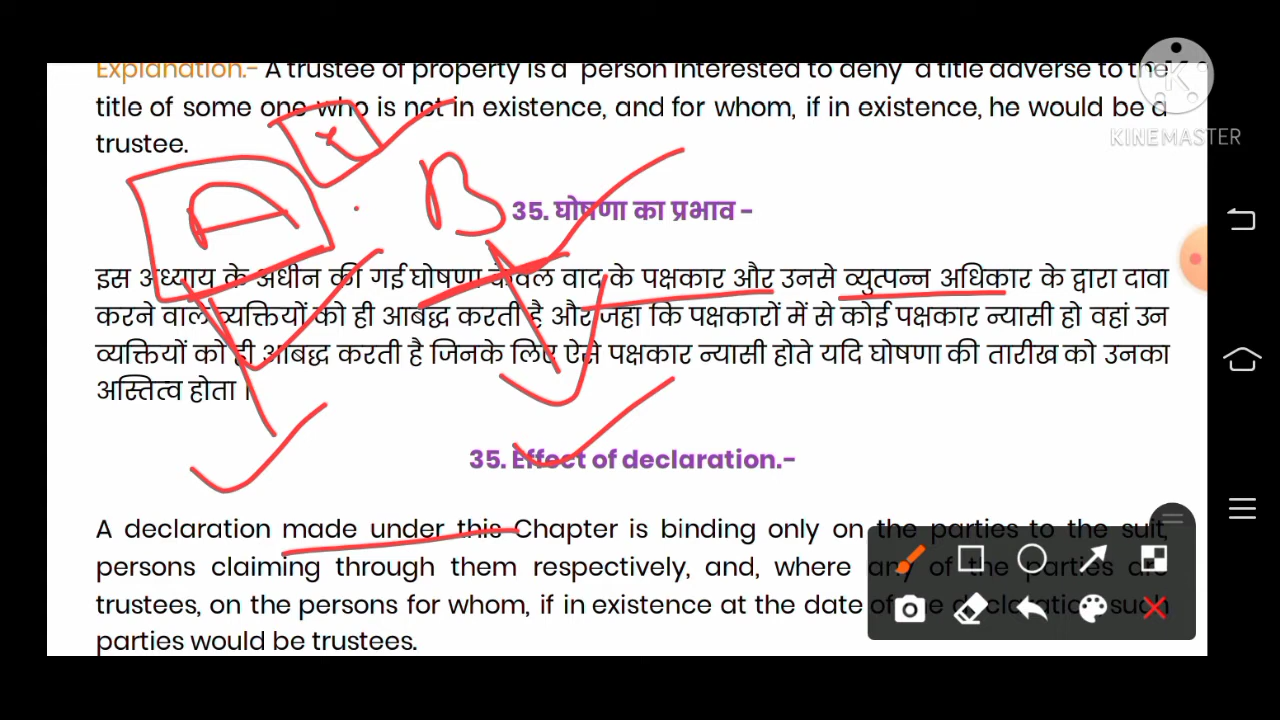 Explanation.- A trustee of property is a "person interested to deny" a title adverse to the
title of some one who is not in existence, and for whom, if in existence, he would be a
trustee.
KINEMASTER
A
B
35. घोषणा का प्रभाव -
इस अध्याय के अधीन की गई घोषणा केवल वाद के पक्षकार और उनसे व्युत्पन्न अधिकार के द्वारा दावा
करने वाले व्यक्तियों को ही आबद्ध करती है और जहा कि पक्षकारों में से कोई पक्षकार न्यासी हो वहां उन
व्यक्तियों को ही आबद्ध करती है जिनके लिए ऐसे पक्षकार न्यासी होते यदि घोषणा की तारीख को उनका
अस्तित्व होता ।
35. Effect of declaration.-
A declaration made under this Chapter is binding only on the parties to the suit,
persons claiming through them respectively, and, where any of the parties are
trustees, on the persons for whom, if in existence at the date of the declaration, such
parties would be trustees.